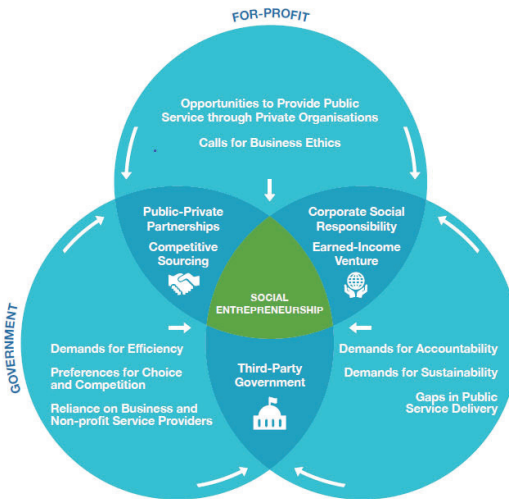 FOR-PROFIT
Opportunities to Provide Public
Service through Private Organisations
Calls for Business Ethics
Public-Private
Partnerships
Competitive
Sourcing
Corporate Social
Responsibility
Earned-Income
Venture
SOCIAL
ENTREPRENEURSHIP
GOVERNMENT
Demands for Efficiency
Preferences for Choice
and Competition
Reliance on Business and
Non-profit Service Providers
Third-Party
Government
Demands for Accountability
Demands for Sustainability
Gaps in Public
Service Delivery